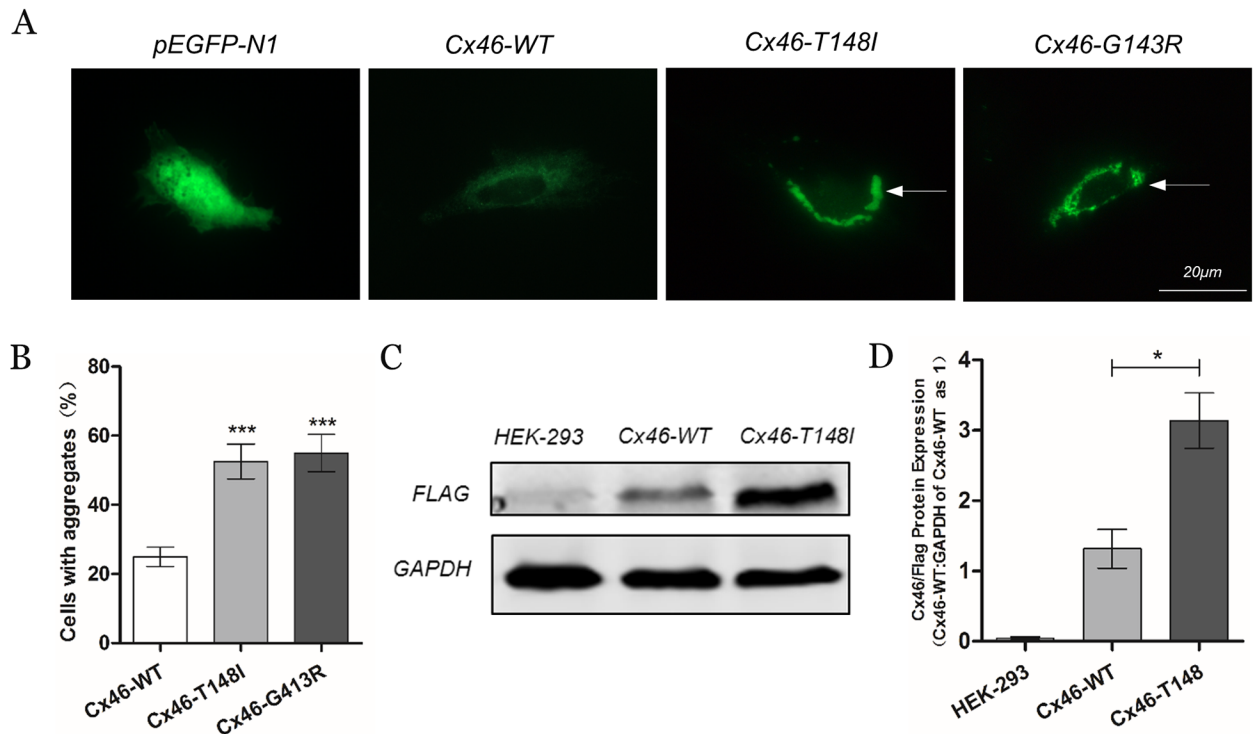 A
pEGFP-N1
Cx46-WT
Cx46-T148I
Cx46-G143R
20μm
B
Cells with aggregates (%)
80
60
40
20
0
***
***
Cx46-WT
Cx46-T148I
Cx46-G413R
C
HEK-293
Cx46-WT
Cx46-T148I
FLAG
GAPDH
D
Cx46/Flag Protein Expression
(Cx46-WT:GAPDH of Cx46-WT as 1)
4
3
2
1
0
*
HEK-293
Cx46-WT
Cx46-T148